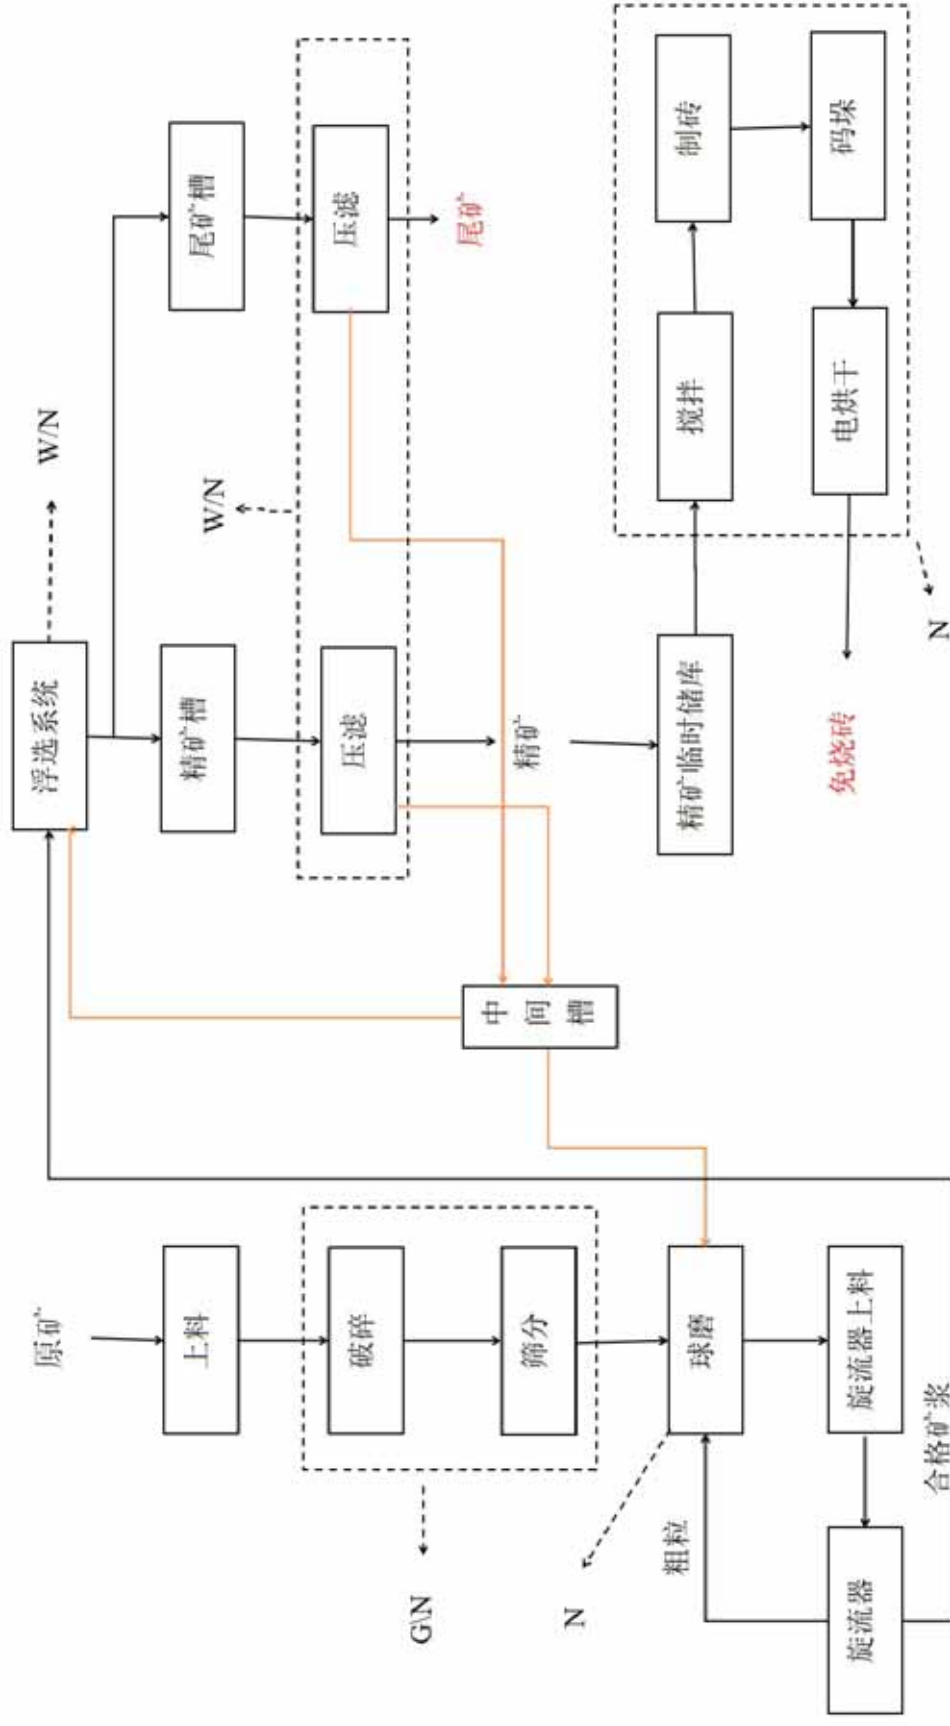 原矿
上料
破碎
筛分
G\N
球磨
N
粗粒
旋流器上料
旋流器
合格矿浆
浮选系统
W/N
精矿槽
尾矿槽
W/N
压滤
压滤
尾矿
精矿
中间槽
精矿临时储库
搅拌
制砖
码垛
电烘干
免烧砖
N